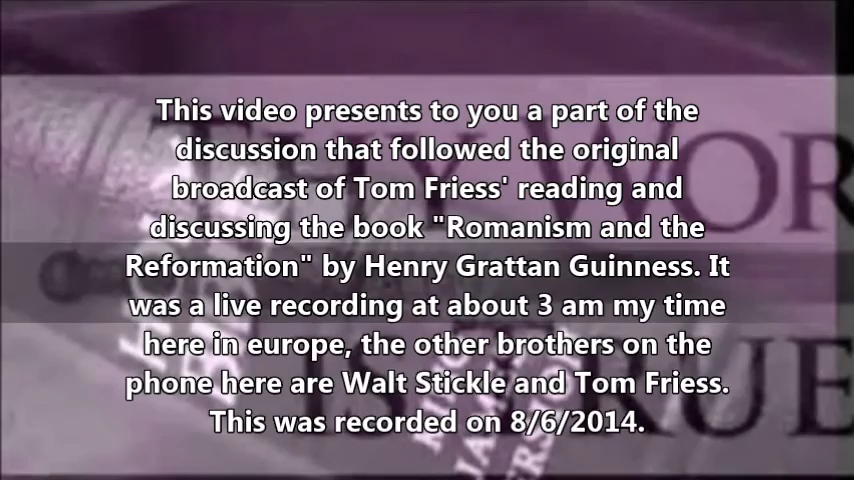 This video presents to you a part of the
discussion that followed the original
broadcast of Tom Friess' reading and
discussing the book "Romanism and the
Reformation" by Henry Grattan Guinness. It
was a live recording at about 3 am my time
here in europe, the other brothers on the
phone here are Walt Stickle and Tom Friess.
This was recorded on 8/6/2014.
THY WOR
TRUE